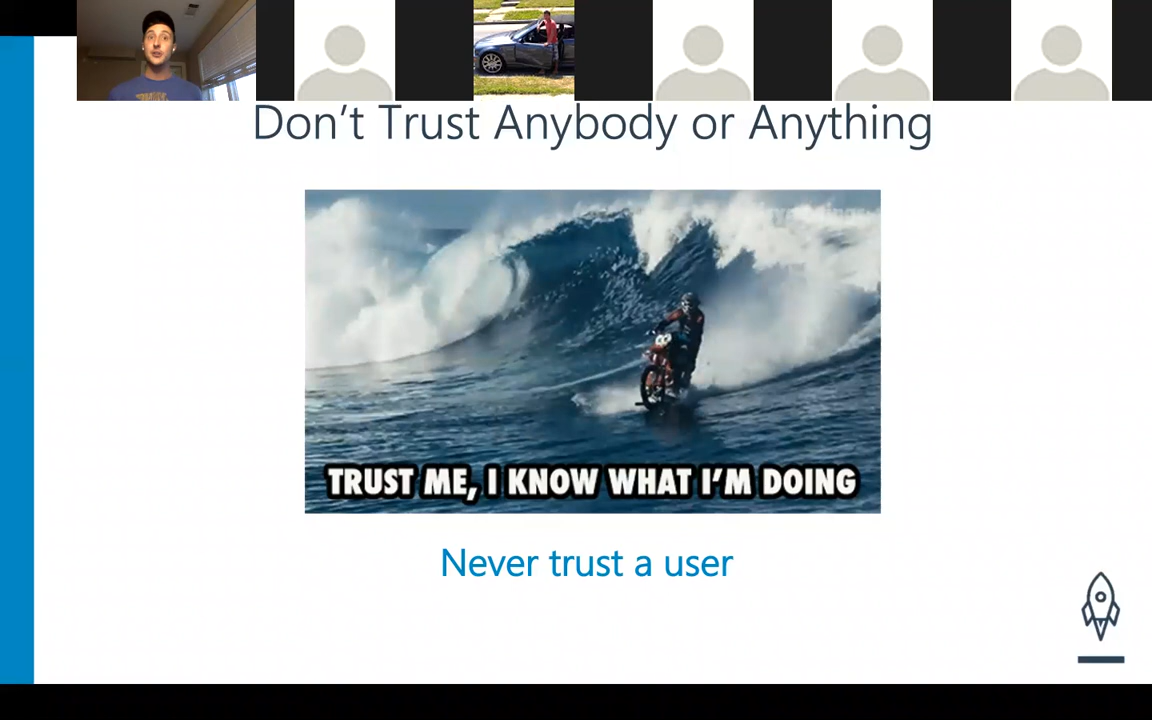 Don't Trust Anybody or Anything
TRUST ME, I KNOW WHAT I'M DOING
Never trust a user